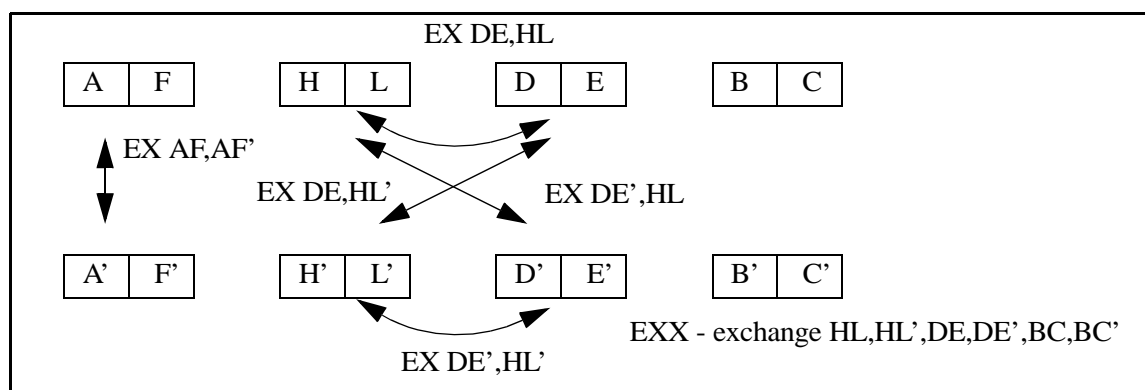 EX DE,HL
A F H L D E B C
EX AF,AF’
EX DE,HL’ EX DE’,HL
A’ F’ H’ L’ D’ E’ B’ C’
EXX - exchange HL,HL’,DE,DE’,BC,BC’
EX DE’,HL’